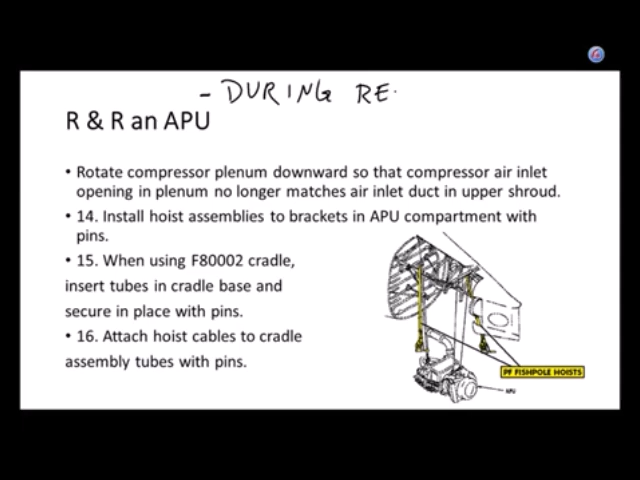 - DURING RE
R & R an APU
• Rotate compressor plenum downward so that compressor air inlet
opening in plenum no longer matches air inlet duct in upper shroud.
• 14. Install hoist assemblies to brackets in APU compartment with
pins.
• 15. When using F80002 cradle,
insert tubes in cradle base and
secure in place with pins.
• 16. Attach hoist cables to cradle
assembly tubes with pins.
PF FISHPOLE HOISTS
APU